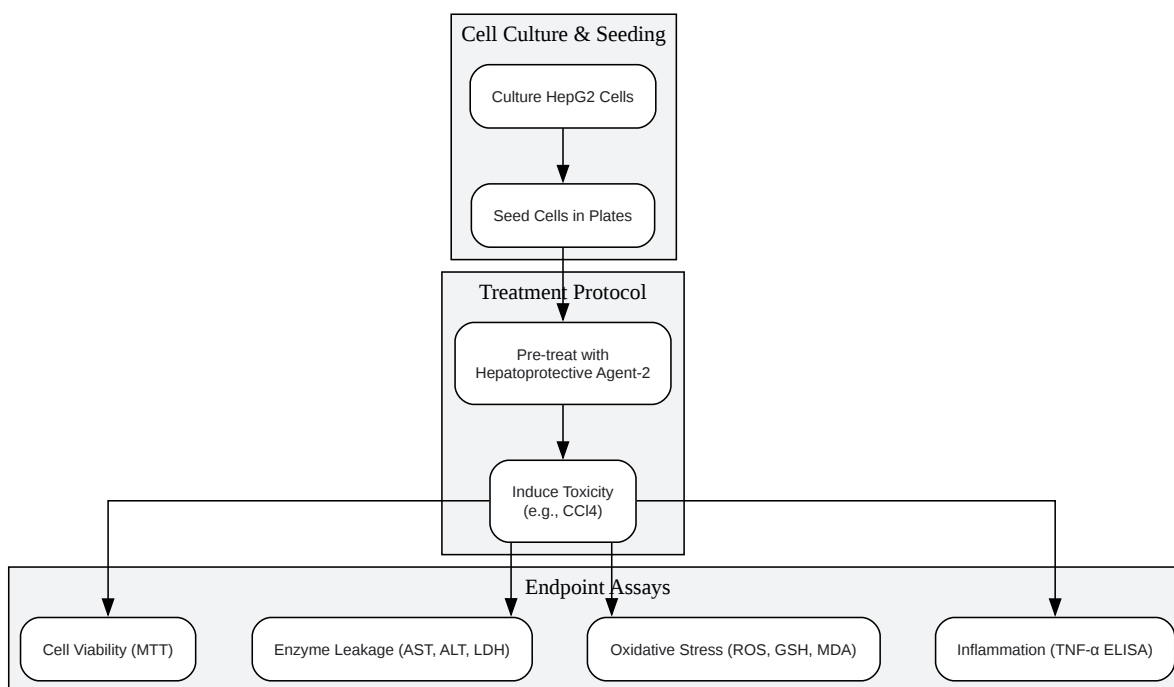 Cell Culture & Seeding
Culture HepG2 Cells
Seed Cells in Plates
Treatment Protocol
Pre-treat with
Hepatoprotective Agent-2
Induce Toxicity
(e.g., CCl4)
Endpoint Assays
Cell Viability (MTT)
Enzyme Leakage (AST, ALT, LDH)
Oxidative Stress (ROS, GSH, MDA)
Inflammation (TNF-α ELISA)